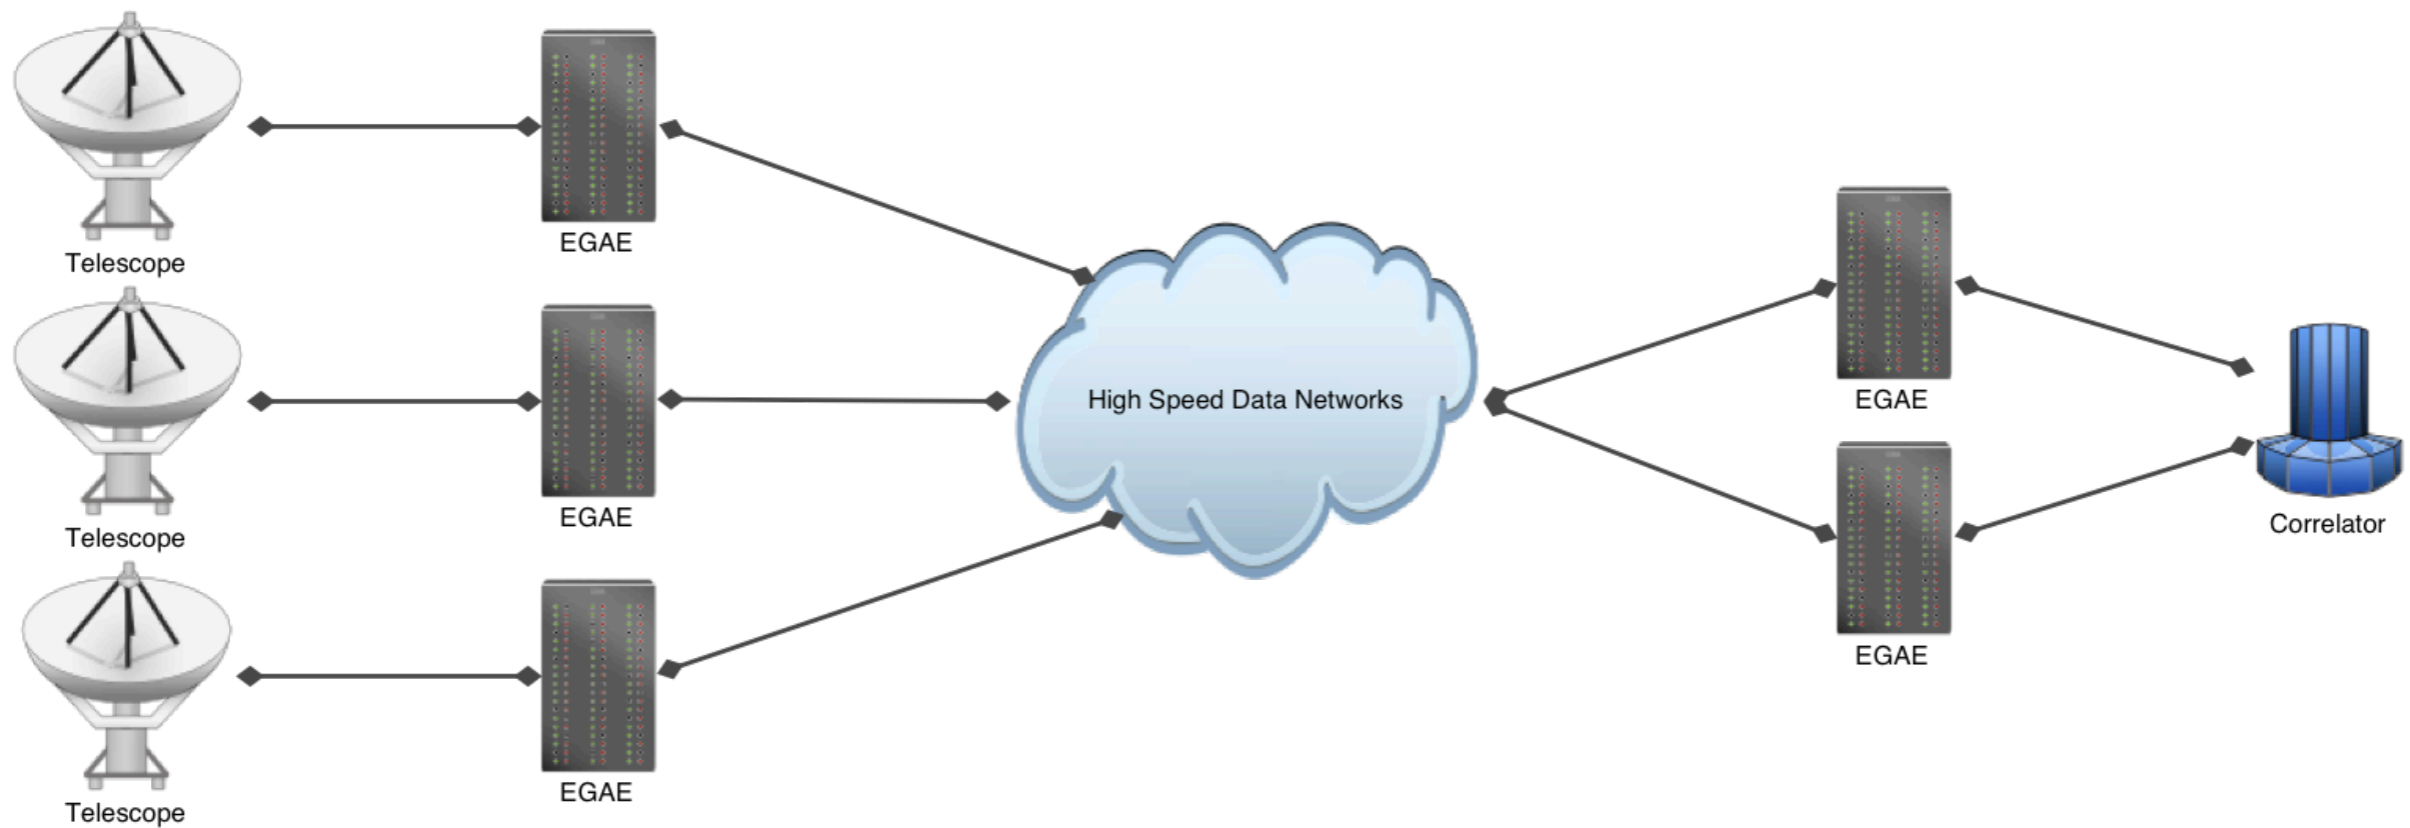 EGAE
Telescope
EGAE
Telescope
EGAE
Telescope
High Speed Data Networks
EGAE
EGAE
Correlator